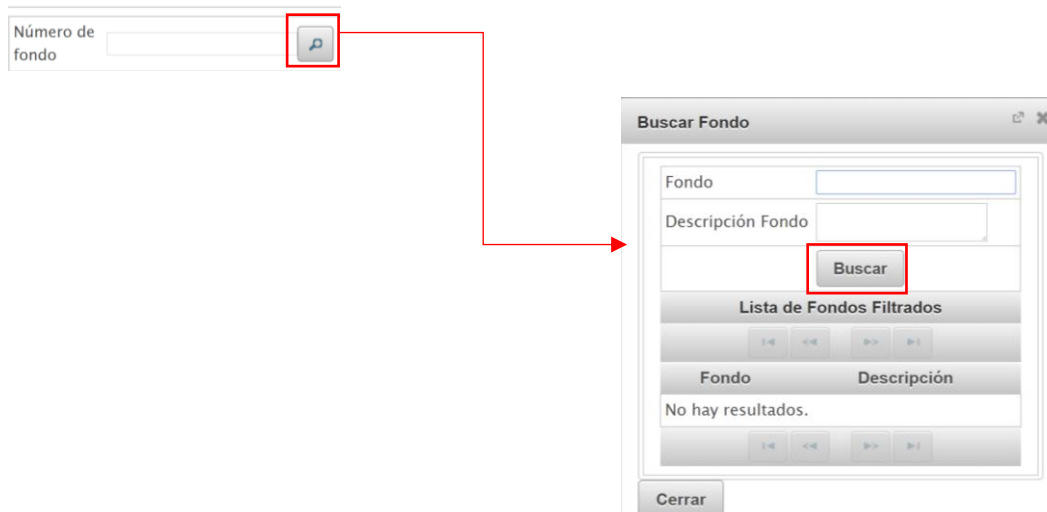 Número de
fondo
Buscar Fondo
Fondo
Descripción Fondo
Buscar
Lista de Fondos Filtrados
Fondo Descripción
No hay resultados.
Cerrar